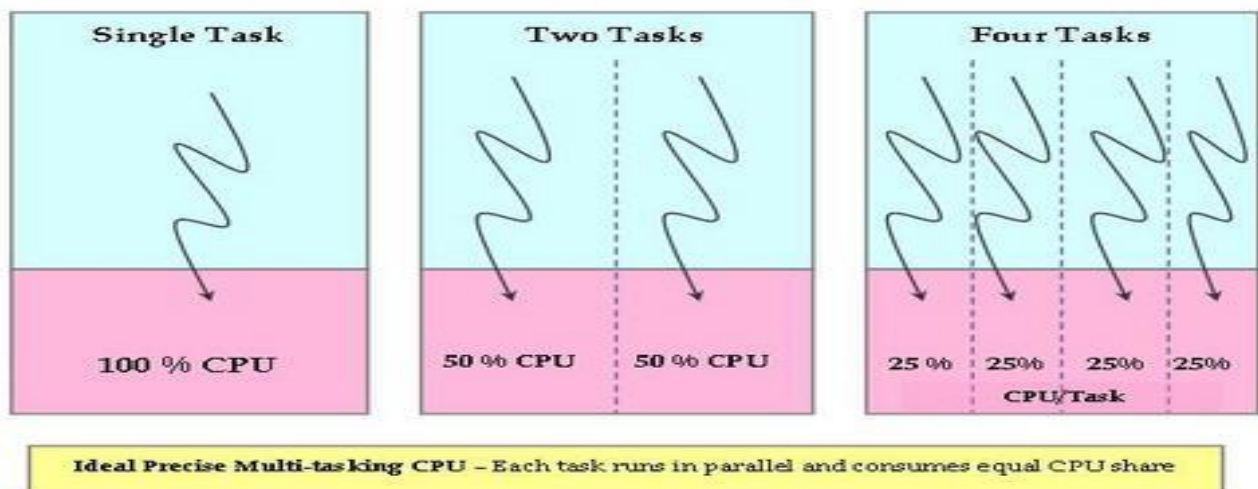 Single Task
Two Tasks
Four Tasks
100 % CPU
50 % CPU
50 % CPU
25 %
25%
25%
25%
CPU/Task
Ideal Precise Multi-tasking CPU – Each task runs in parallel and consumes equal CPU share